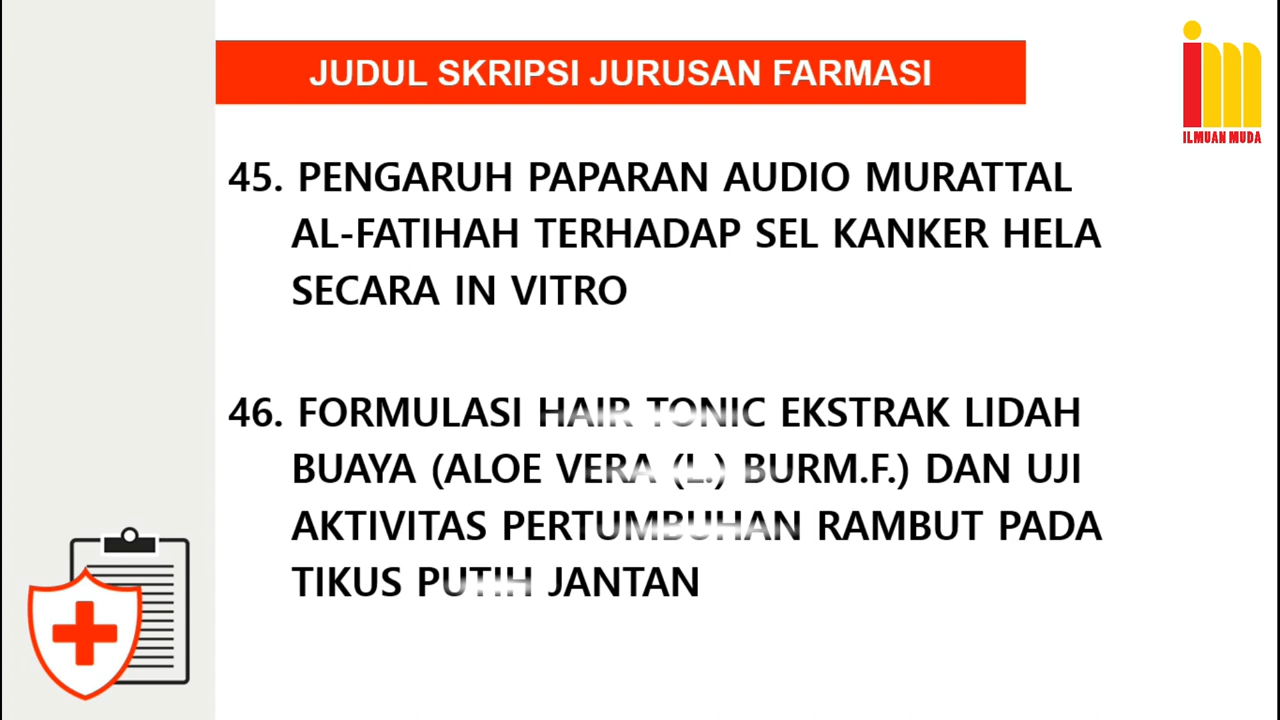 JUDUL SKRIPSI JURUSAN FARMASI
ILMUAN MUDA
45. PENGARUH PAPARAN AUDIO MURATTAL
AL-FATIHAH TERHADAP SEL KANKER HELA
SECARA IN VITRO
46. FORMULASI HAIR TONIC EKSTRAK LIDAH
BUAYA (ALOE VERA (L.) BURM.F.) DAN UJI
AKTIVITAS PERTUMBUHAN RAMBUT PADA
TIKUS PUTIH JANTAN